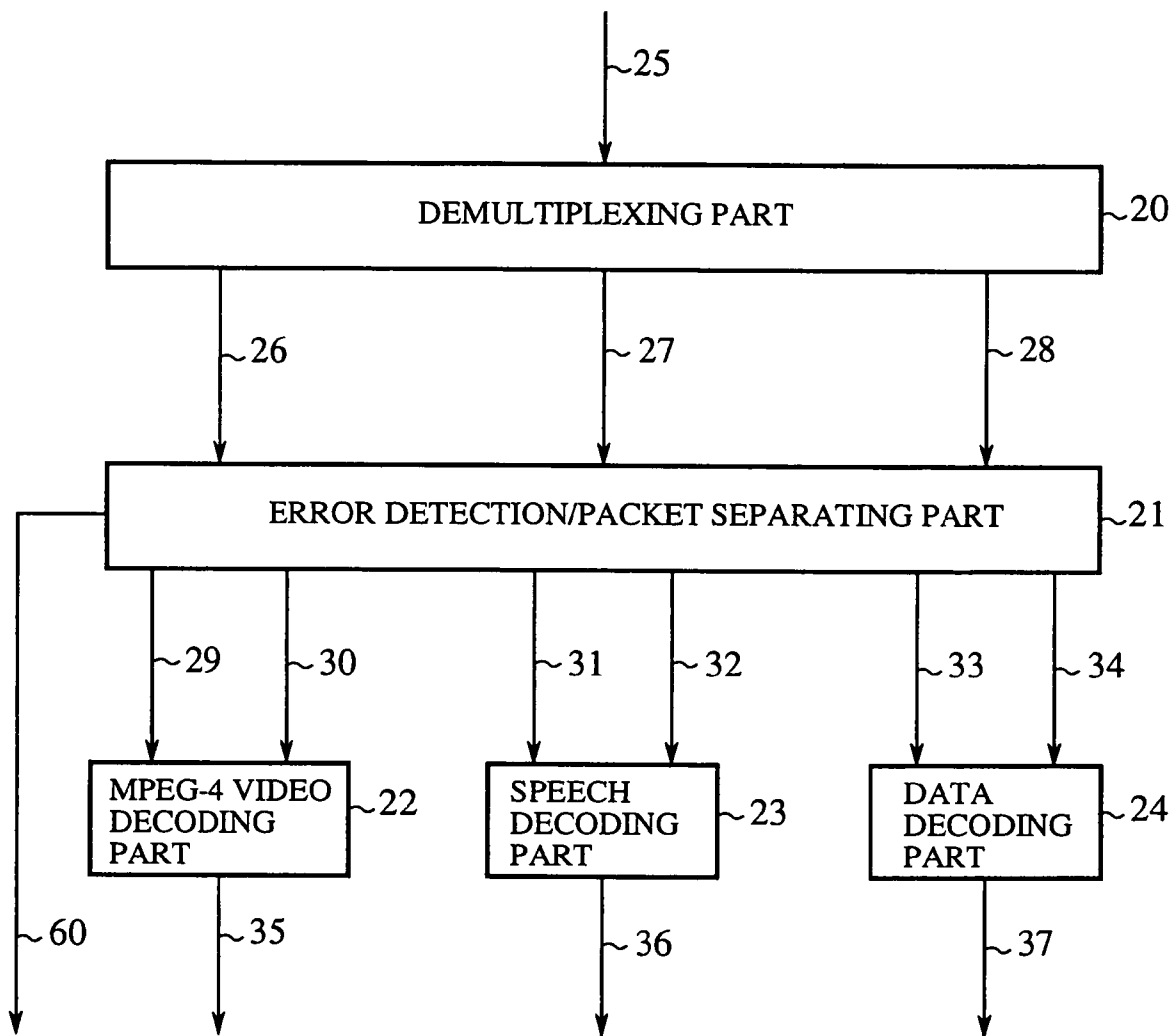 25
DEMULTIPLEXING PART
20
26
27
28
ERROR DETECTION/PACKET SEPARATING PART
21
29
30
31
32
33
34
MPEG-4 VIDEO
DECODING
PART
22
SPEECH
DECODING
PART
23
DATA
DECODING
PART
24
60
35
36
37